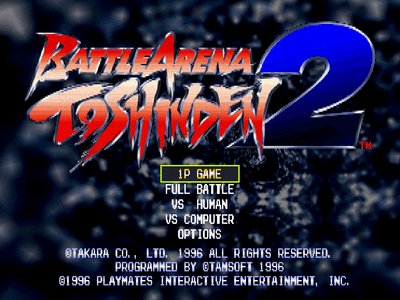 BATTLE ARENA
TOSHINDEN 2
TM
1P GAME
FULL BATTLE
VS HUMAN
VS COMPUTER
OPTIONS
©TAKARA CO., LTD. 1996 ALL RIGHTS RESERVED.
PROGRAMMED BY ©TAMSOFT 1996
©1996 PLAYMATES INTERACTIVE ENTERTAINMENT, INC.